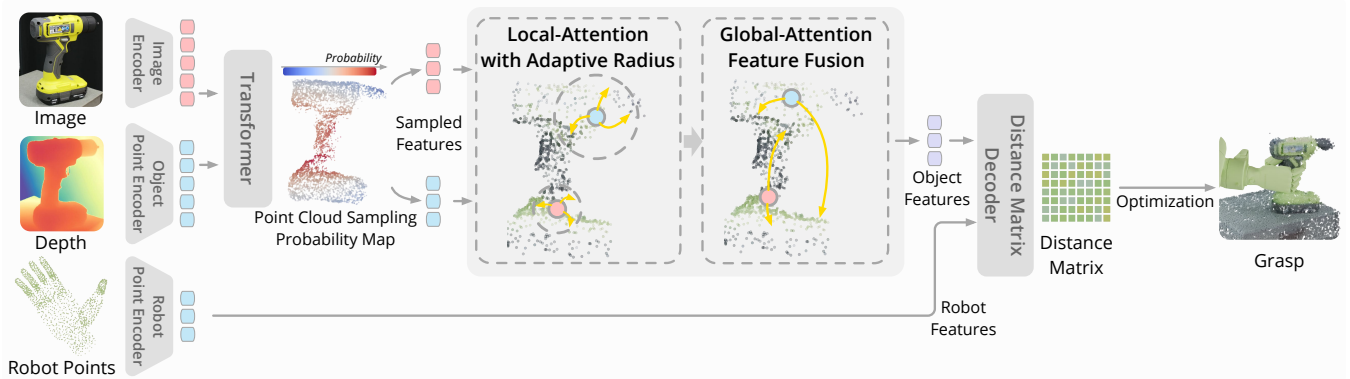 Image
Image
Encoder
Depth
Object
Point Encoder
Robot Points
Robot
Point Encoder
Transformer
Probability
Point Cloud Sampling
Probability Map
Sampled
Features
Local-Attention
with Adaptive Radius
Global-Attention
Feature Fusion
Object
Features
Robot
Features
Distance Matrix
Decoder
Distance
Matrix
Optimization
Grasp